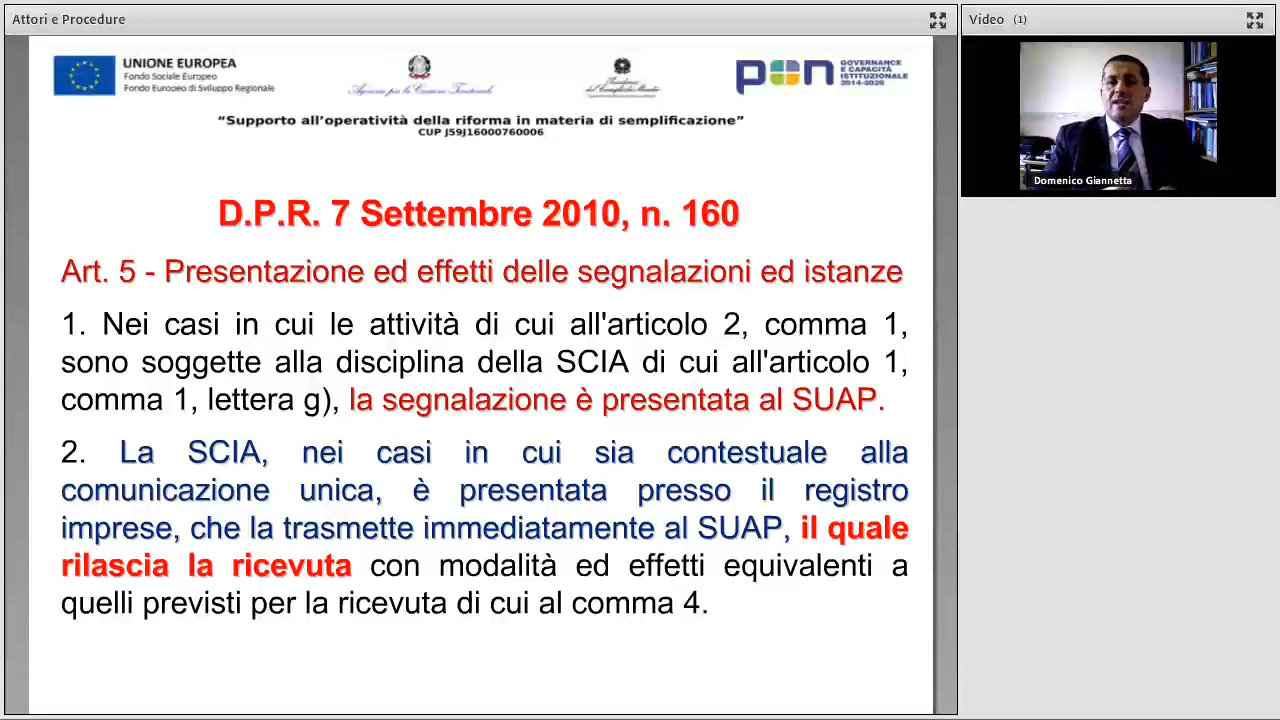 Attori e Procedure
Video (1)
UNIONE EUROPEA
Fondo Sociale Europeo
Fondo Europeo di Sviluppo Regionale
Agenzia per la Coesione Territoriale
pon
GOVERNANCE
E CAPACITÀ
ISTITUZIONALE
2014-2020
“Supporto all’operatività della riforma in materia di semplificazione”
CUP J59J16000760006
Domenico Giannetta
D.P.R. 7 Settembre 2010, n. 160
Art. 5 - Presentazione ed effetti delle segnalazioni ed istanze
1. Nei casi in cui le attività di cui all'articolo 2, comma 1,
sono soggette alla disciplina della SCIA di cui all'articolo 1,
comma 1, lettera g), la segnalazione è presentata al SUAP.
2. La SCIA, nei casi in cui sia contestuale alla
comunicazione unica, è presentata presso il registro
imprese, che la trasmette immediatamente al SUAP, il quale
rilascia la ricevuta con modalità ed effetti equivalenti a
quelli previsti per la ricevuta di cui al comma 4.